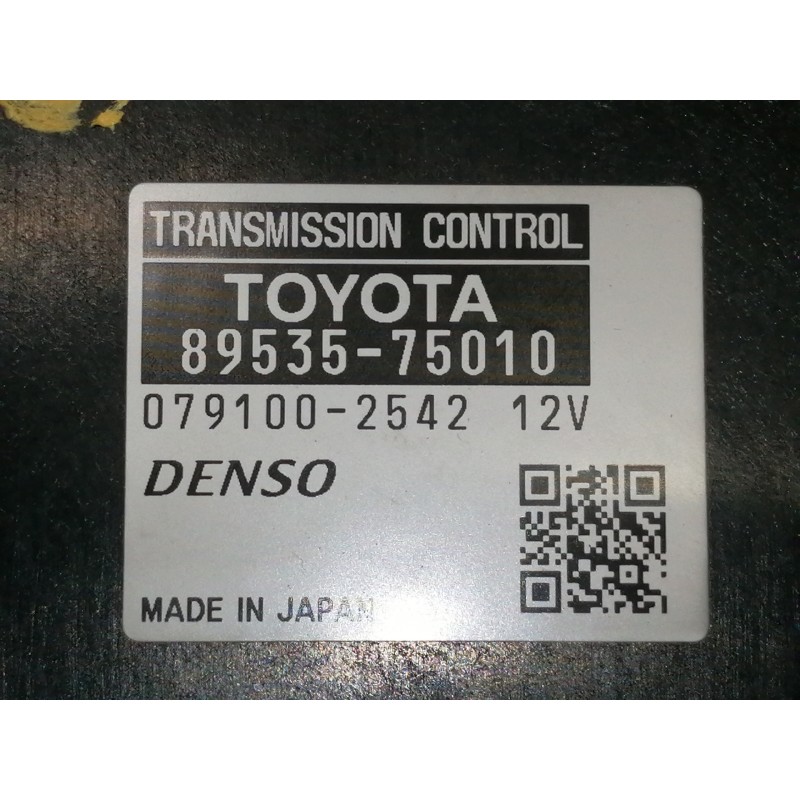 TRANSMISSION CONTROL
TOYOTA
89535-75010
079100-2542 12V
DENSO
MADE IN JAPAN